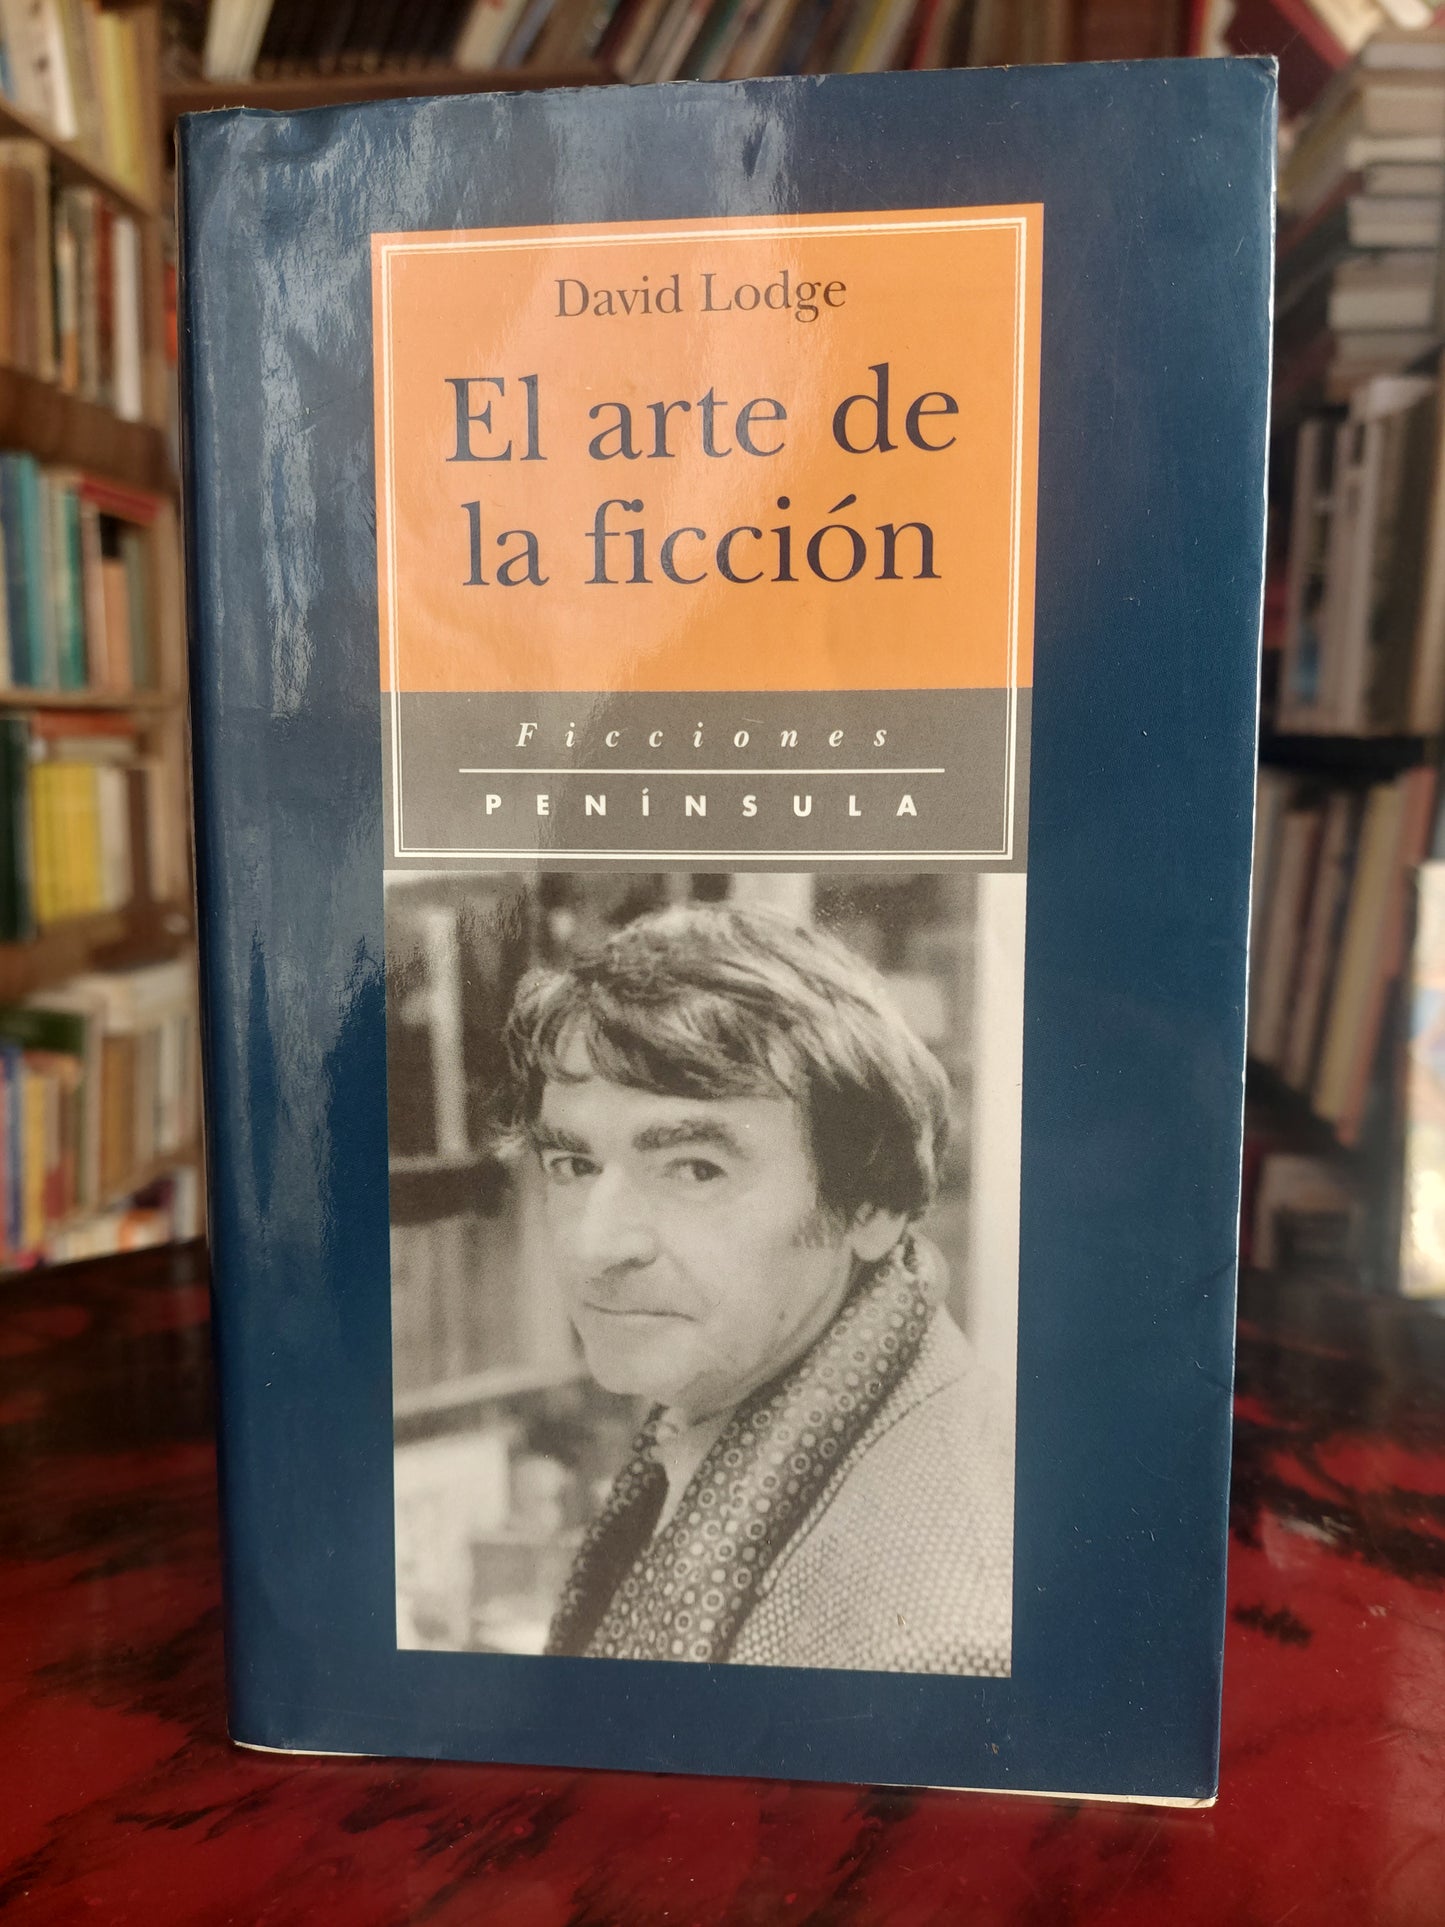 David Lodge
El arte de
la ficción
Ficciones
PENÍNSULA